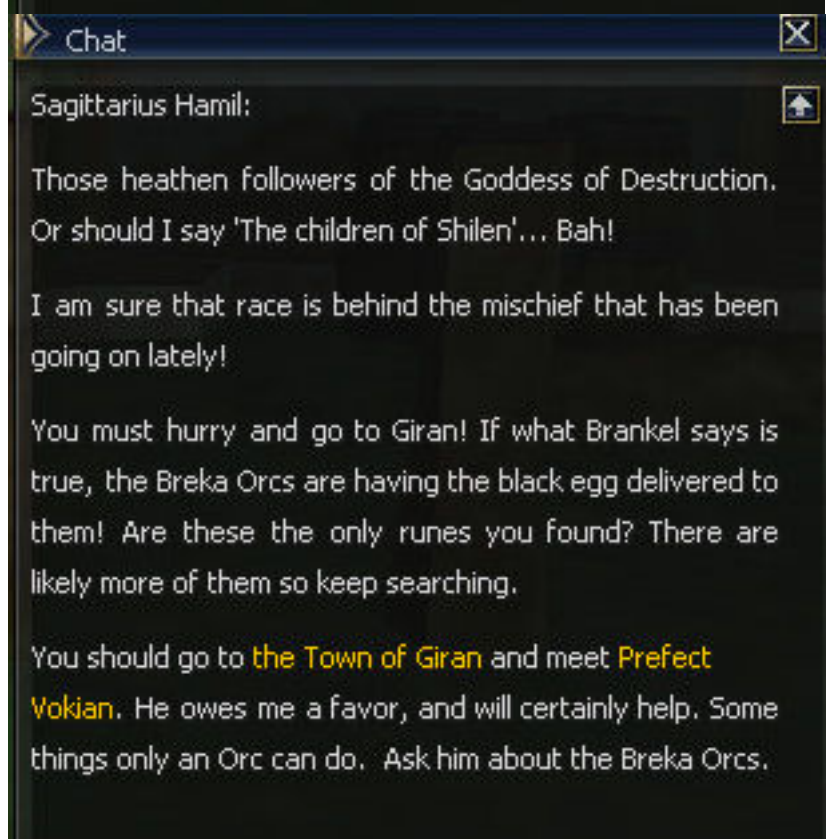 Chat
Sagittarius Hamil:
Those heathen followers of the Goddess of Destruction.
Or should I say 'The children of Shilen'... Bah!
I am sure that race is behind the mischief that has been
going on lately!
You must hurry and go to Giran! If what Brankel says is
true, the Breka Orcs are having the black egg delivered to
them! Are these the only runes you found? There are
likely more of them so keep searching.
You should go to the Town of Giran and meet Prefect
Vokian. He owes me a favor, and will certainly help. Some
things only an Orc can do.  Ask him about the Breka Orcs.